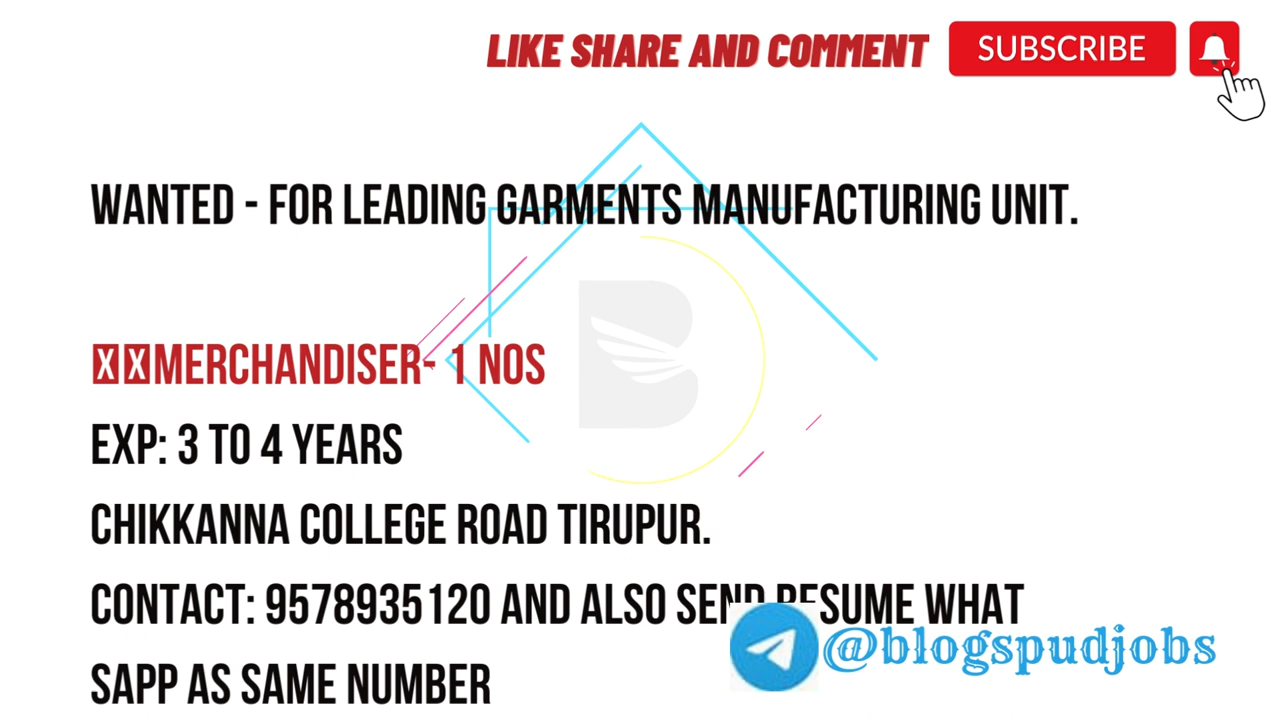 LIKE SHARE AND COMMENT
SUBSCRIBE
WANTED - FOR LEADING GARMENTS MANUFACTURING UNIT.
MERCHANDISER- 1 NOS
EXP: 3 TO 4 YEARS
CHIKKANNA COLLEGE ROAD TIRUPUR.
CONTACT: 9578935120 AND ALSO SEND RESUME WHAT
SAPP AS SAME NUMBER
@blogspudjobs